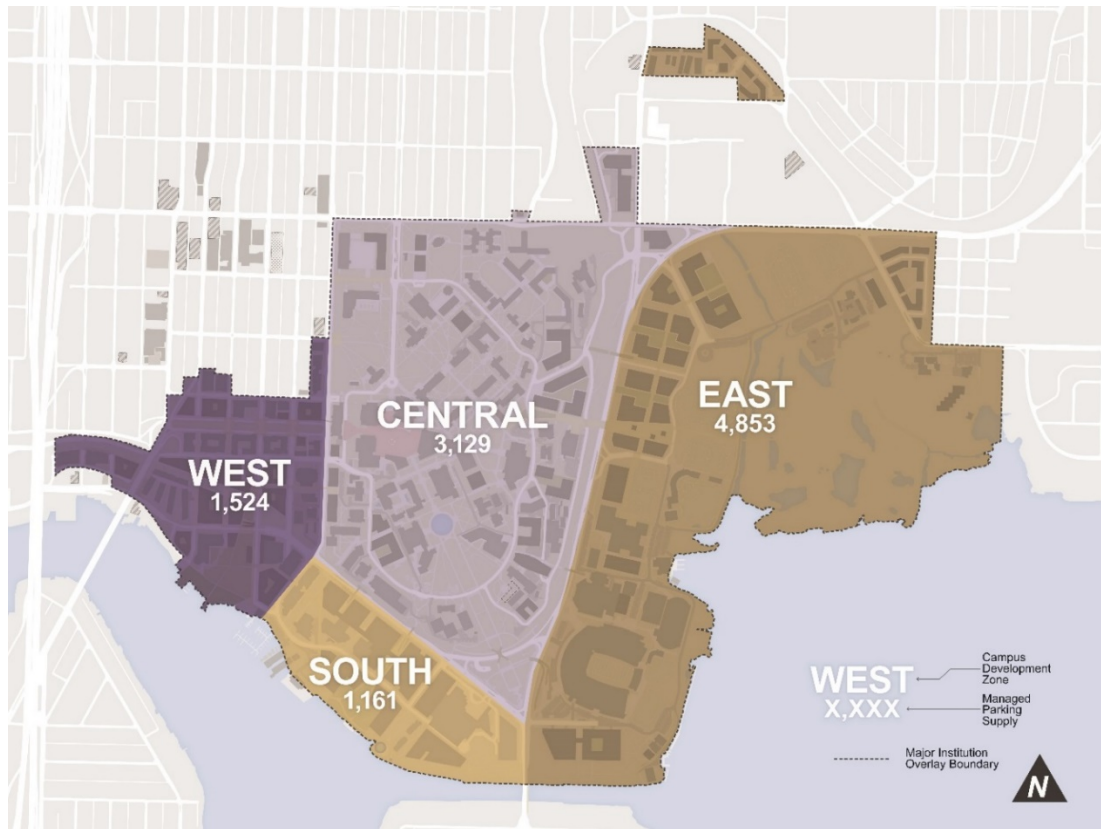 EAST
4,853
CENTRAL
3,129
WEST
1,524
SOUTH
1,161
WEST
X,XXX
Campus
Development
Zone
Managed
Parking
Supply
Major Institution
Overlay Boundary
N